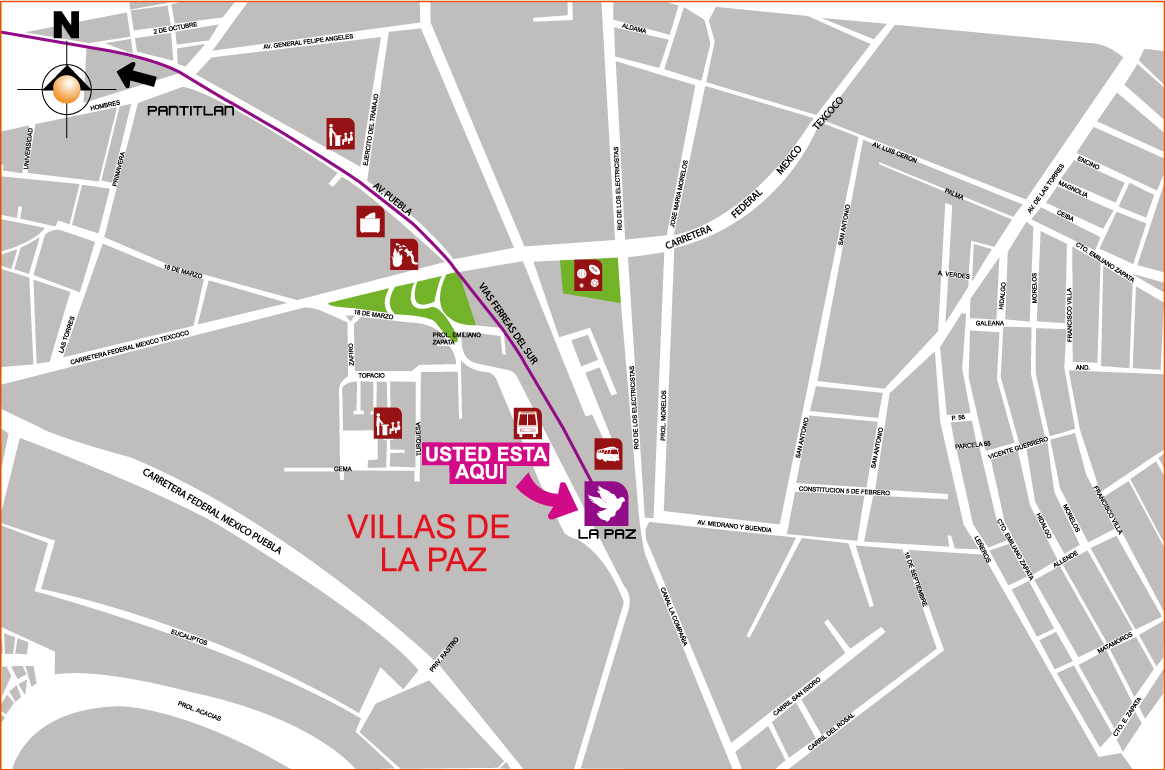 N
2 DE OCTUBRE
AV. GENERAL FELIPE ANGELES
ALDAMA
HOMBRES
PANTITLAN
UNIVERSIDAD
PRIMAVERA
EJERCITO DEL TRABAJO
AV. PUEBLA
RIO DE LOS ELECTRICISTAS
JOSE MARIA MORELOS
CARRETERA FEDERAL MEXICO TEXCOCO
SAN ANTONIO
AV. LUIS CERON
PALMA
AV. DE LAS TORRES
ENCINO
MAGNOLIA
CEIBA
CTO. EMILIANO ZAPATA
A. VERDES
HIDALGO
MORELOS
FRANCISCO VILLA
GALEANA
AND.
18 DE MARZO
LAS TORRES
CARRETERA FEDERAL MEXICO TEXCOCO
18 DE MARZO
PROL. EMILIANO
ZAPATA
VIAS FERREAS DEL SUR
ZAFIRO
TOPACIO
TURQUESA
GEMA
RIO DE LOS ELECTRICISTAS
PROL. MORELOS
SAN ANTONIO
SAN ANTONIO
P. 56
PARCELA 55
VICENTE GUERRERO
USTED ESTA
AQUI
CONSTITUCION 5 DE FEBRERO
AV. MEDRANO Y BUENDIA
VILLAS DE
LA PAZ
LA PAZ
CARRETERA FEDERAL MEXICO PUEBLA
LEÑEROS
CTO. EMILIANO ZAPATA
HIDALGO
MORELOS
FRANCISCO VILLA
ALLENDE
16 DE SEPTIEMBRE
CANAL LA COMPAÑIA
MATAMOROS
EUCALIPTOS
PRIV. RASTRO
PROL. ACACIAS
CARRIL SAN ISIDRO
CARRIL DEL ROSAL
CTO. E. ZAPATA